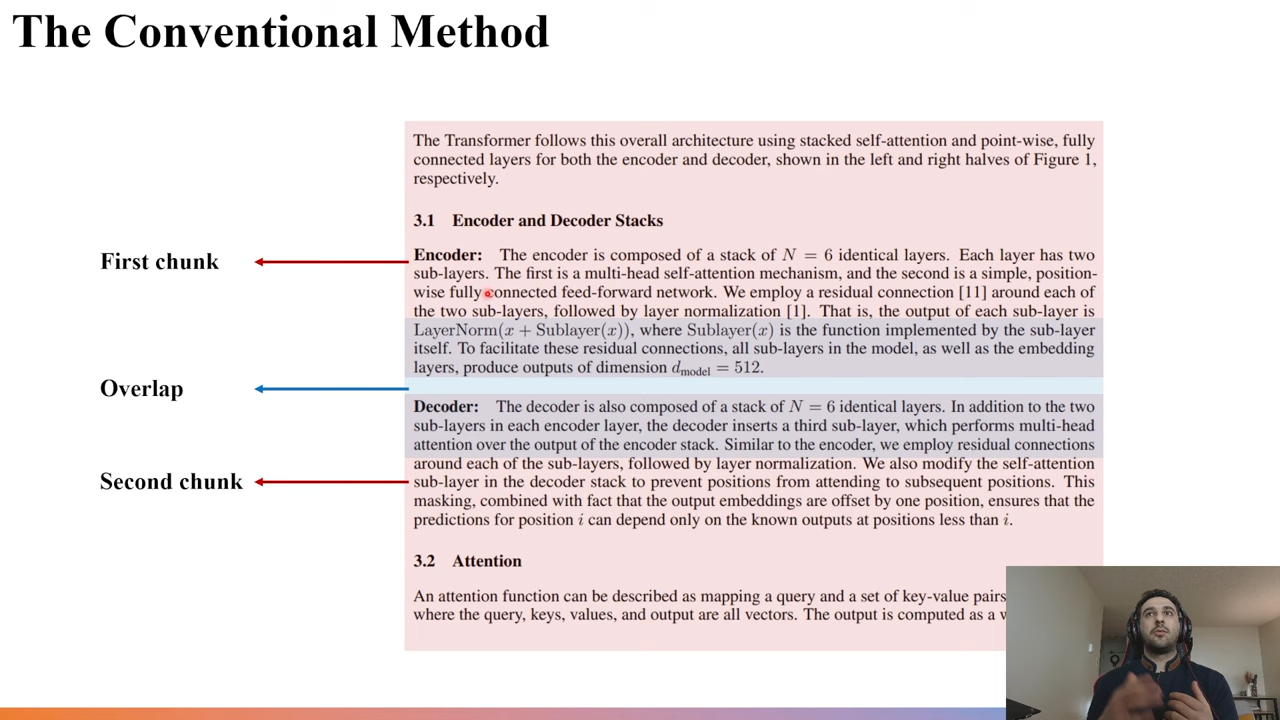 The Conventional Method
The Transformer follows this overall architecture using stacked self-attention and point-wise, fully
connected layers for both the encoder and decoder, shown in the left and right halves of Figure 1,
respectively.
3.1 Encoder and Decoder Stacks
First chunk
Encoder: The encoder is composed of a stack of N = 6 identical layers. Each layer has two
sub-layers. The first is a multi-head self-attention mechanism, and the second is a simple, position-
wise fully connected feed-forward network. We employ a residual connection [11] around each of
the two sub-layers, followed by layer normalization [1]. That is, the output of each sub-layer is
LayerNorm(x + Sublayer(x)), where Sublayer(x) is the function implemented by the sub-layer
itself. To facilitate these residual connections, all sub-layers in the model, as well as the embedding
layers, produce outputs of dimension d_model = 512.
Overlap
Decoder: The decoder is also composed of a stack of N = 6 identical layers. In addition to the two
sub-layers in each encoder layer, the decoder inserts a third sub-layer, which performs multi-head
attention over the output of the encoder stack. Similar to the encoder, we employ residual connections
around each of the sub-layers, followed by layer normalization. We also modify the self-attention
Second chunk
sub-layer in the decoder stack to prevent positions from attending to subsequent positions. This
masking, combined with fact that the output embeddings are offset by one position, ensures that the
predictions for position i can depend only on the known outputs at positions less than i.
3.2 Attention
An attention function can be described as mapping a query and a set of key-value pairs
where the query, keys, values, and output are all vectors. The output is computed as a